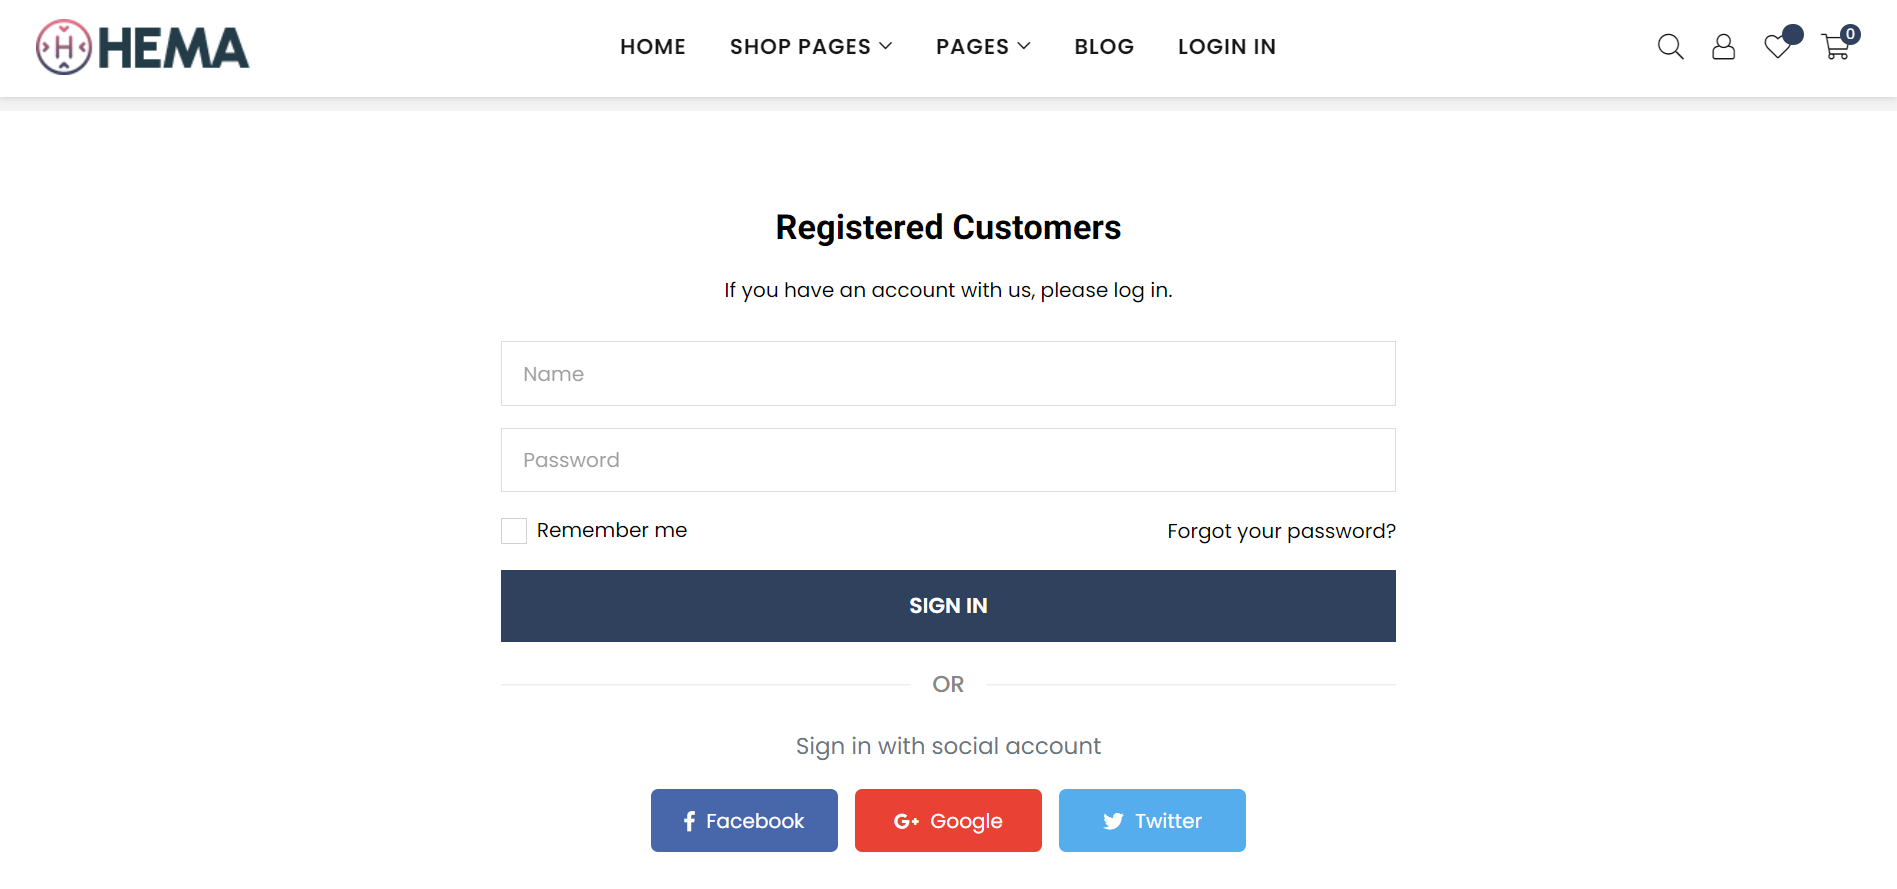 HEMA
HOME SHOP PAGES PAGES BLOG LOGIN IN
0
Registered Customers
If you have an account with us, please log in.
Name
Password
Remember me Forgot your password?
SIGN IN
OR
Sign in with social account
Facebook Google Twitter